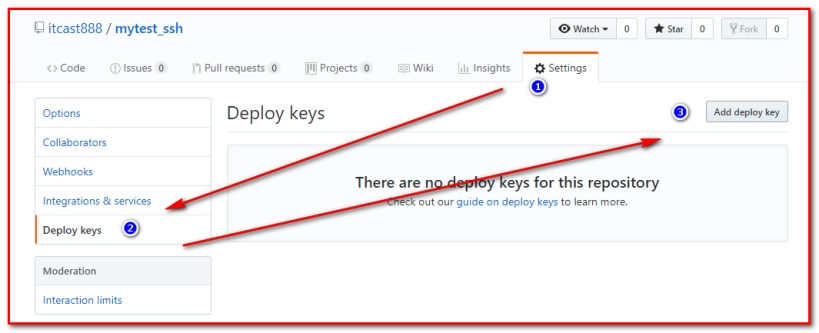 itcast888 / mytest_ssh
Watch 0 Star 0 Fork 0
Code Issues 0 Pull requests 0 Projects 0 Wiki Insights Settings
1
Options
Collaborators
Webhooks
Integrations & services
Deploy keys 2
Moderation
Interaction limits
Deploy keys 3 Add deploy key
There are no deploy keys for this repository
Check out our guide on deploy keys to learn more.